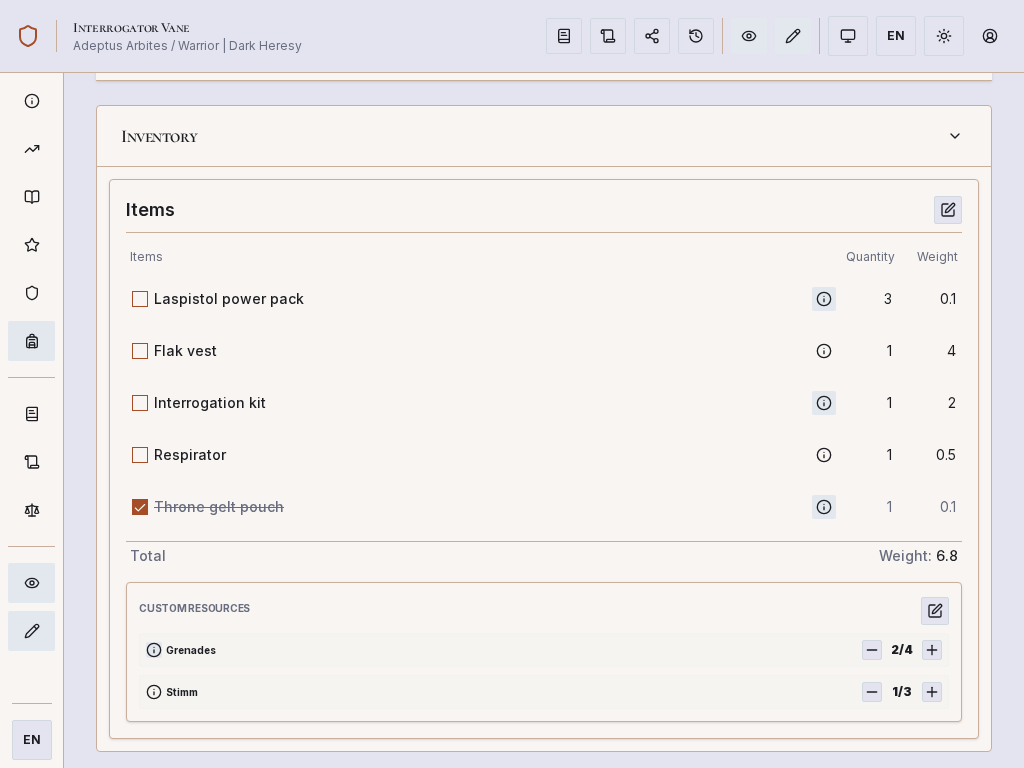 Interrogator Vane
Adeptus Arbites / Warrior | Dark Heresy
EN
Inventory
Items
Items Quantity Weight
Laspistol power pack 3 0.1
Flak vest 1 4
Interrogation kit 1 2
Respirator 1 0.5
Throne gelt pouch 1 0.1
Total Weight: 6.8
CUSTOM RESOURCES
Grenades 2/4
Stimm 1/3
EN